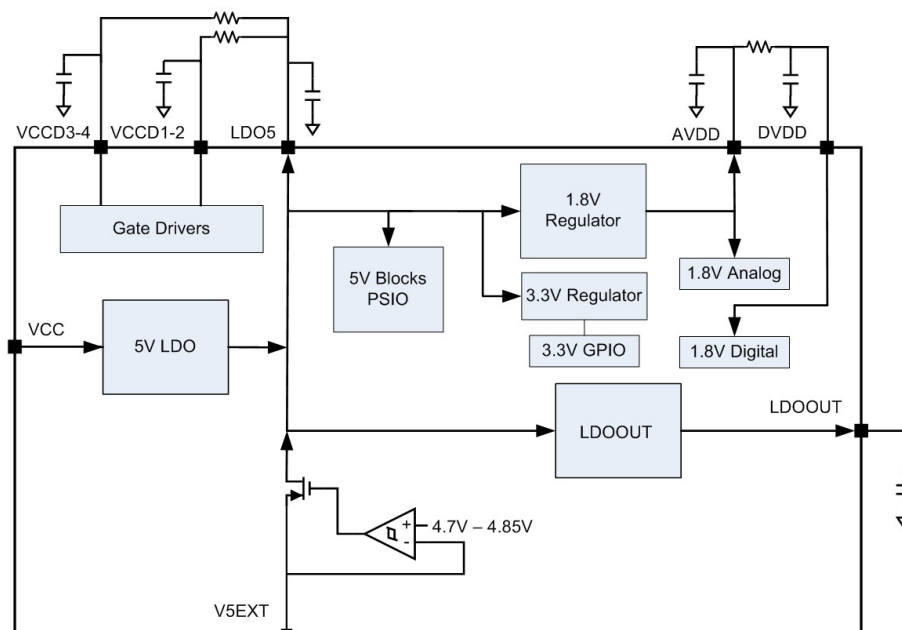 VCCD3-4
VCCD1-2
LDO5
AVDD
DVDD
Gate Drivers
1.8V
Regulator
5V Blocks
PSIO
1.8V Analog
3.3V Regulator
VCC
5V LDO
3.3V GPIO
1.8V Digital
LDOOUT
LDOOUT
+
4.7V – 4.85V
-
V5EXT